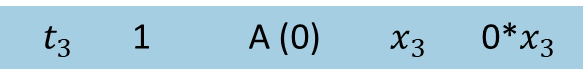 t₃ 1 A (0) x₃ 0*x₃